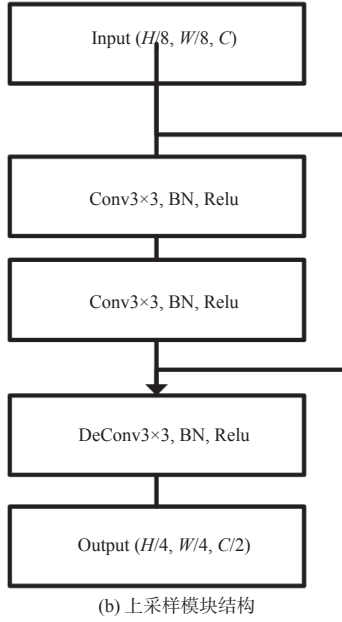 Input (H/8, W/8, C)
Conv3×3, BN, Relu
Conv3×3, BN, Relu
DeConv3×3, BN, Relu
Output (H/4, W/4, C/2)
(b) 上采样模块结构